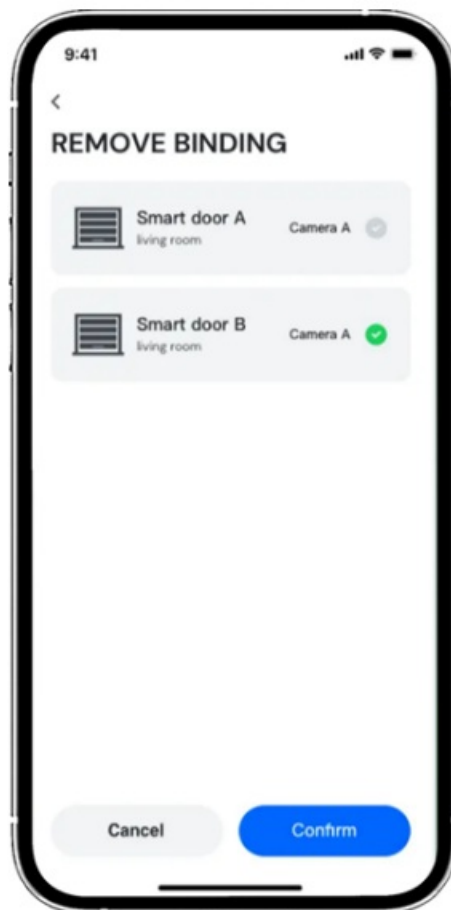 9:41
REMOVE BINDING
Smart door A
living room
Camera A
Smart door B
living room
Camera A
Cancel
Confirm